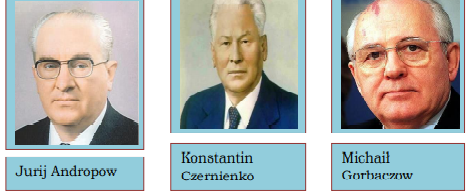 Jurij Andropow
Konstantin
Czernienko
Michaił
Gorbaczow